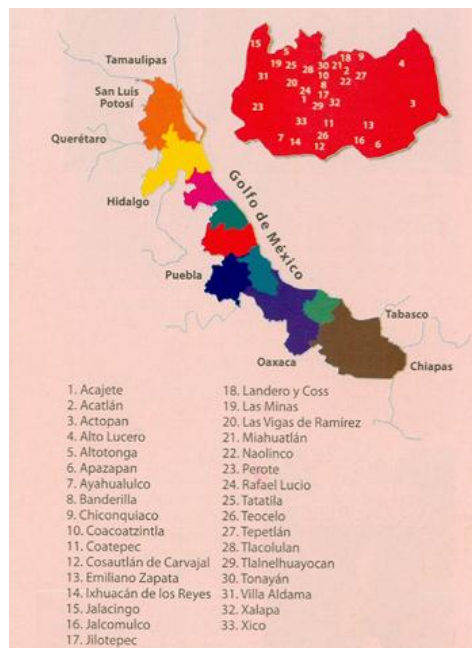 Tamaulipas
San Luis
Potosí
Querétaro
Hidalgo
Golfo de México
Puebla
Oaxaca
Tabasco
Chiapas
15
5
19
25
28
30
21
18
9
2
27
4
31
20
10
8
22
24
17
1
29
32
23
3
33
11
13
7
14
26
12
16
6
1. Acajete
2. Acatlán
3. Actopan
4. Alto Lucero
5. Altotonga
6. Apazapan
7. Ayahualulco
8. Banderilla
9. Chiconquiaco
10. Coacoatzintla
11. Coatepec
12. Cosautlán de Carvajal
13. Emiliano Zapata
14. Ixhuacán de los Reyes
15. Jalacingo
16. Jalcomulco
17. Jilotepec
18. Landero y Coss
19. Las Minas
20. Las Vigas de Ramírez
21. Miahuatlán
22. Naolinco
23. Perote
24. Rafael Lucio
25. Tatatila
26. Teocelo
27. Tepetlán
28. Tlacolulan
29. Tlalnelhuayocan
30. Tonayán
31. Villa Aldama
32. Xalapa
33. Xico